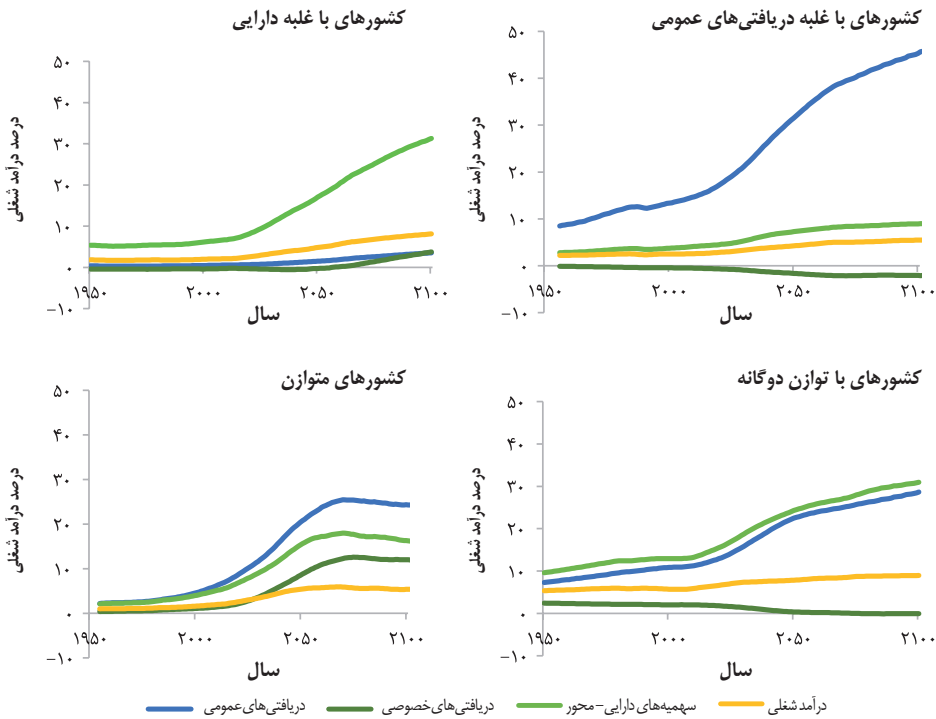 کشورهای با غلبه دریافتی‌های عمومی
درصد درآمد شغلی
۵۰
۴۰
۳۰
۲۰
۱۰
۰
−۱۰
۱۹۵۰ ۲۰۰۰ ۲۰۵۰ ۲۱۰۰
سال
کشورهای با غلبه دارایی
درصد درآمد شغلی
۵۰
۴۰
۳۰
۲۰
۱۰
۰
−۱۰
۱۹۵۰ ۲۰۰۰ ۲۰۵۰ ۲۱۰۰
سال
کشورهای با توازن دوگانه
درصد درآمد شغلی
۵۰
۴۰
۳۰
۲۰
۱۰
۰
−۱۰
۱۹۵۰ ۲۰۰۰ ۲۰۵۰ ۲۱۰۰
سال
کشورهای متوازن
درصد درآمد شغلی
۵۰
۴۰
۳۰
۲۰
۱۰
۰
−۱۰
۱۹۵۰ ۲۰۰۰ ۲۰۵۰ ۲۱۰۰
سال
درآمد شغلی سهمیه‌های دارایی-محور دریافتی‌های خصوصی دریافتی‌های عمومی